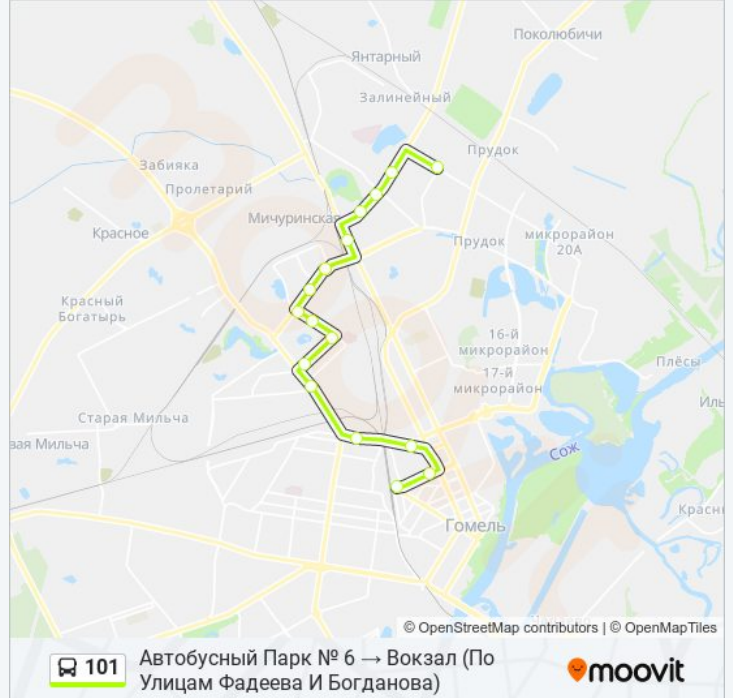 Поколюбичи
Янтарный
Залинейный
Прудок
Забияка
Пролетарий
Мичуринская
Красное
Прудок
микрорайон
20А
Красный
Богатырь
16-й
микрорайон
17-й
микрорайон
Плёсы
Иль
Старая Мильча
вая Мильча
Сож
Красн
Гомель
© OpenStreetMap contributors | © OpenMapTiles
101
Автобусный Парк № 6 → Вокзал (По
Улицам Фадеева И Богданова)
moovit